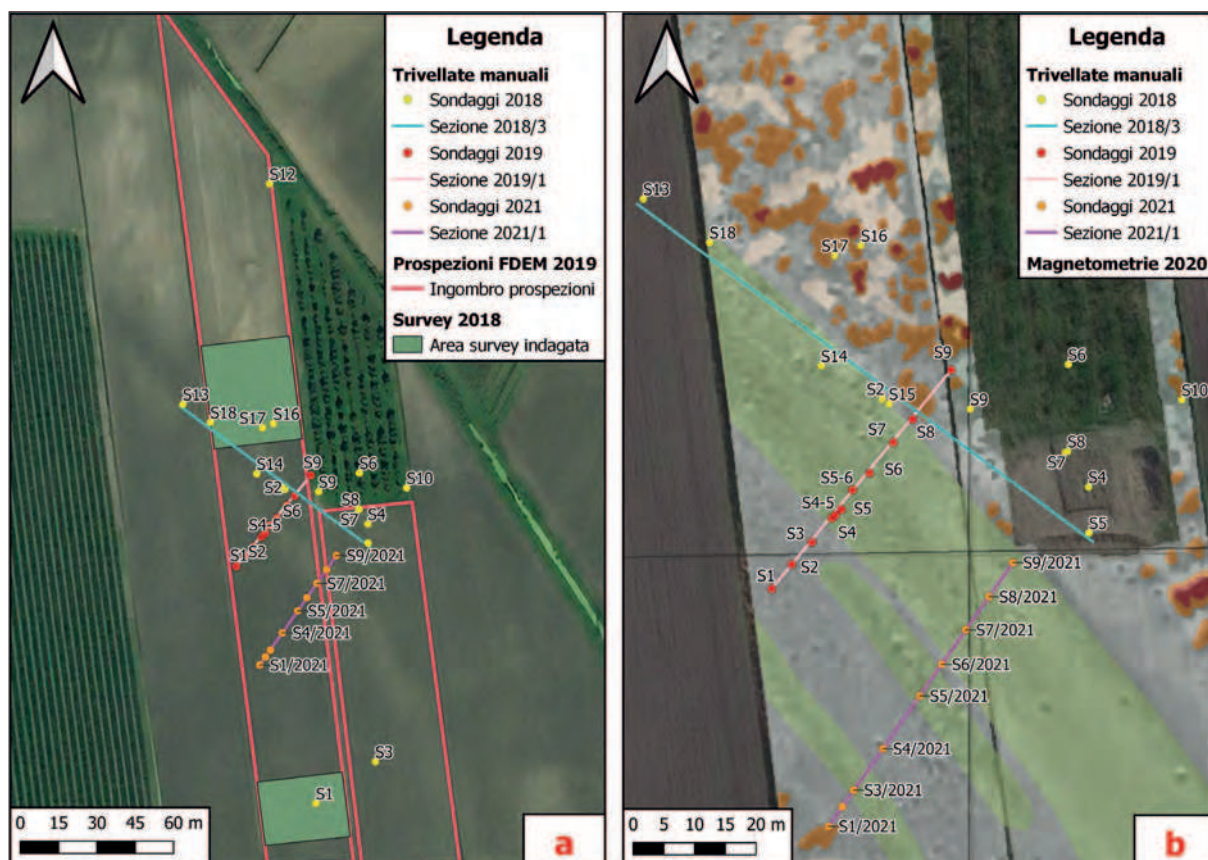 Legenda
Trivellate manuali
Sondaggi 2018
Sezione 2018/3
Sondaggi 2019
Sezione 2019/1
Sondaggi 2021
Sezione 2021/1
Prospezioni FDEM 2019
Ingombro prospezioni
Survey 2018
Area survey indagata
S12
S13
S18
S17
S16
S14
S2
S9
S9
S6
S10
S6
S8
S7
S4
S4-5
S2
S1
S9/2021
S7/2021
S5/2021
S4/2021
S1/2021
S3
S1
0 15 30 45 60 m
a
Legenda
Trivellate manuali
Sondaggi 2018
Sezione 2018/3
Sondaggi 2019
Sezione 2019/1
Sondaggi 2021
Sezione 2021/1
Magnetometrie 2020
S13
S18
S17
S16
S14
S2
S15
S9
S9
S6
S10
S8
S7
S8
S7
S6
S4
S5-6
S4-5
S5
S4
S5
S3
S2
S1
S9/2021
S8/2021
S7/2021
S6/2021
S5/2021
S4/2021
S3/2021
S1/2021
0 5 10 15 20 m
b